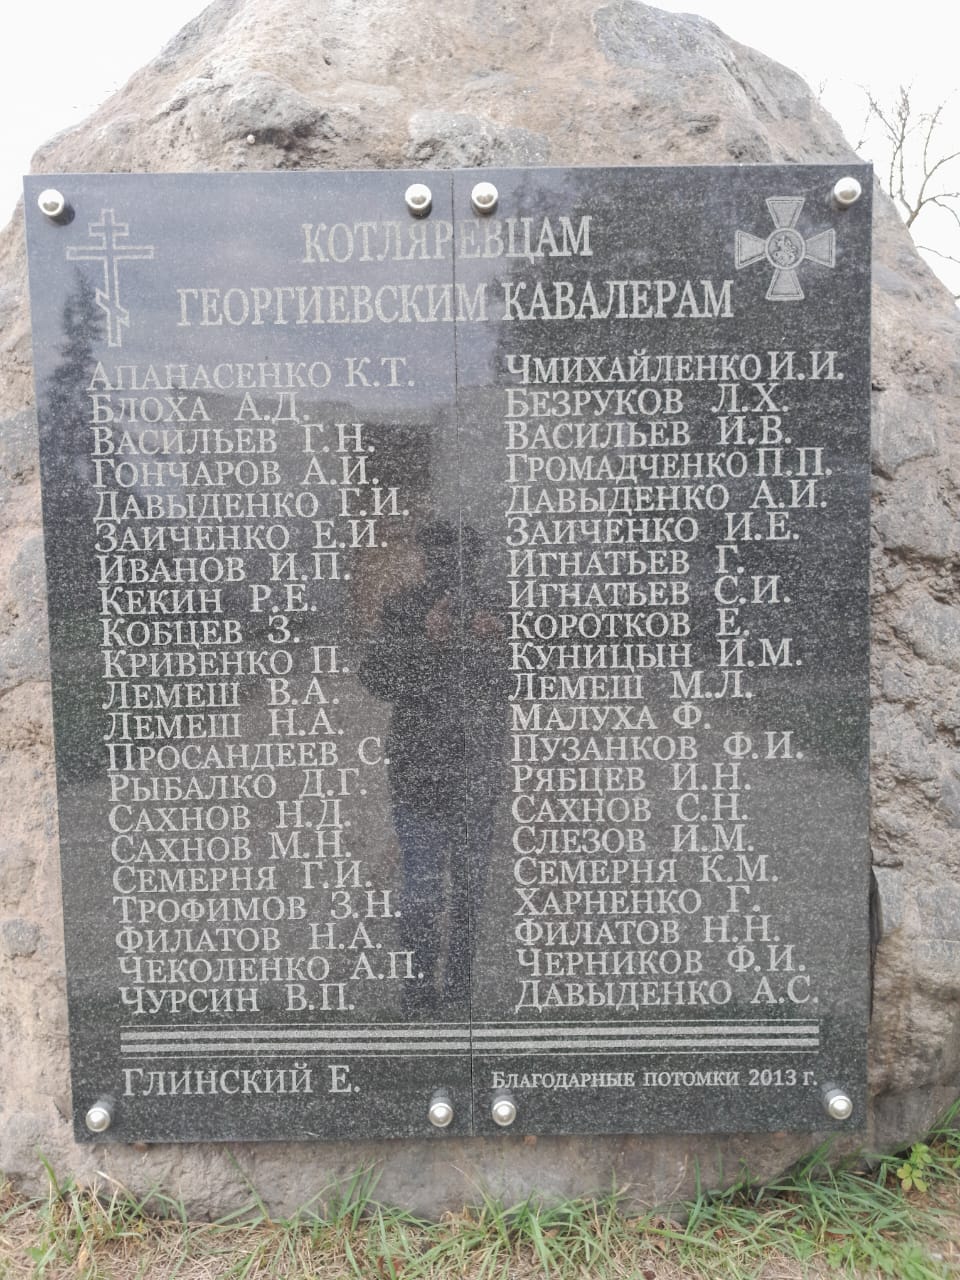 КОТЛЯРЕВЦАМ
ГЕОРГИЕВСКИМ КАВАЛЕРАМ
АПАНАСЕНКО К.Т.
БЛОХА А.Д.
ВАСИЛЬЕВ Г.Н.
ГОНЧАРОВ А.И.
ДАВЫДЕНКО Г.И.
ЗАИЧЕНКО Е.И.
ИВАНОВ И.П.
КЕКИН Р.Е.
КОБЦЕВ З.
КРИВЕНКО П.
ЛЕМЕШ В.А.
ЛЕМЕШ Н.А.
ПРОСАНДЕЕВ С.
РЫБАЛКО Д.Г.
САХНОВ Н.Д.
САХНОВ М.Н.
СЕМЕРНЯ Г.И.
ТРОФИМОВ З.Н.
ФИЛАТОВ Н.А.
ЧЕКОЛЕНКО А.П.
ЧУРСИН В.П.
ЧМИХАЙЛЕНКО И.И.
БЕЗРУКОВ Л.Х.
ВАСИЛЬЕВ И.В.
ГРОМАДЧЕНКО П.П.
ДАВЫДЕНКО А.И.
ЗАИЧЕНКО И.Е.
ИГНАТЬЕВ Г.
ИГНАТЬЕВ С.И.
КОРОТКОВ Е.
КУНИЦЫН И.М.
ЛЕМЕШ М.Л.
МАЛУХА Ф.
ПУЗАНКОВ Ф.И.
РЯБЦЕВ И.Н.
САХНОВ С.Н.
СЛЕЗОВ И.М.
СЕМЕРНЯ К.М.
ХАРНЕНКО Г.
ФИЛАТОВ Н.Н.
ЧЕРНИКОВ Ф.И.
ДАВЫДЕНКО А.С.
ГЛИНСКИЙ Е.
БЛАГОДАРНЫЕ ПОТОМКИ 2013 г.